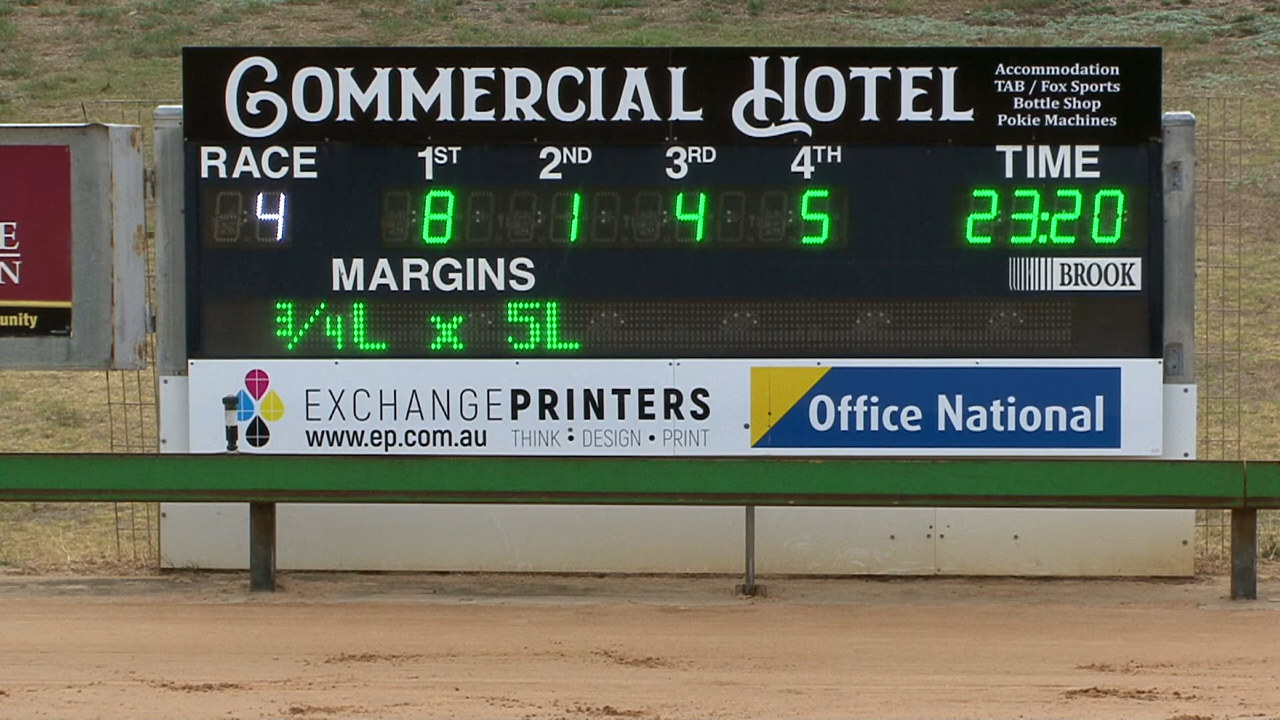 COMMERCIAL HOTEL
Accommodation
TAB / Fox Sports
Bottle Shop
Pokie Machines
RACE 1ST 2ND 3RD 4TH TIME
4 8 1 4 5 23:20
MARGINS
BROOK
3/4L x 5L
EXCHANGEPRINTERS
www.ep.com.au THINK • DESIGN • PRINT
Office National
E
N
unity